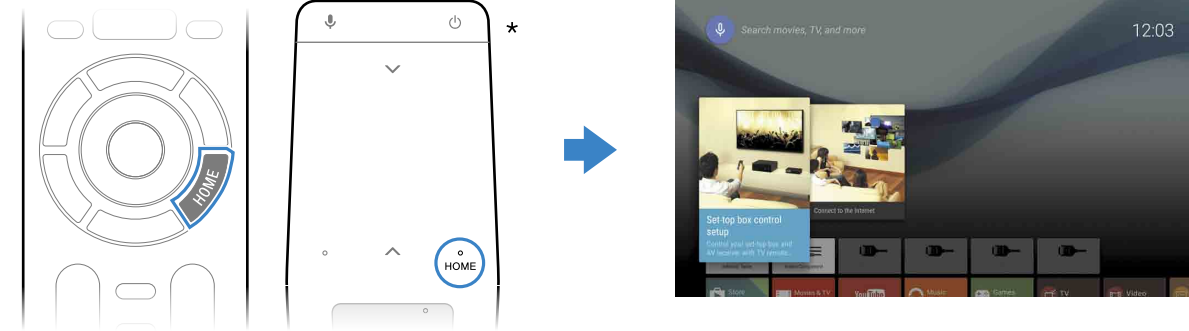 HOME
*
HOME
Search movies, TV, and more
12:03
Set-top box control
setup
Control your set-top box and
AV receiver with TV remote...
Connect to the Internet
Store
Movies & TV
YouTube
Music
Games
TV
Video